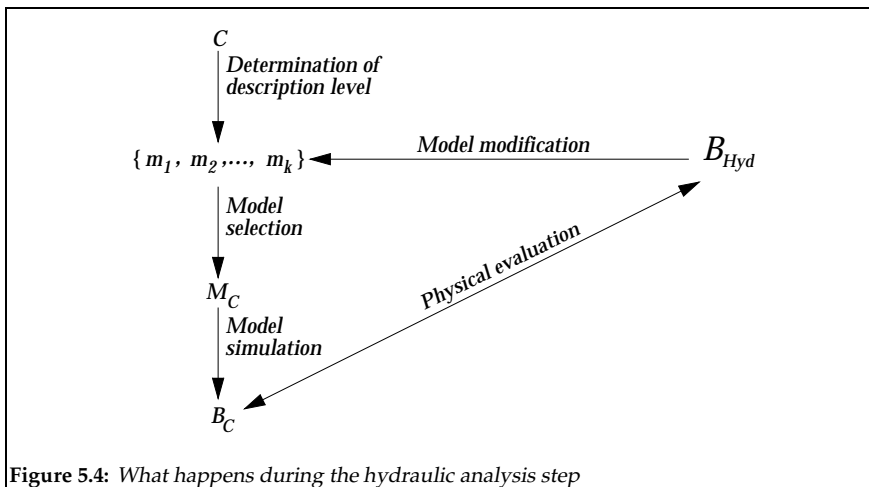 C
Determination of
description level
{ m1 , m2 ,..., mk }
Model modification
BHyd
Model
selection
Physical evaluation
MC
Model
simulation
BC
Figure 5.4: What happens during the hydraulic analysis step